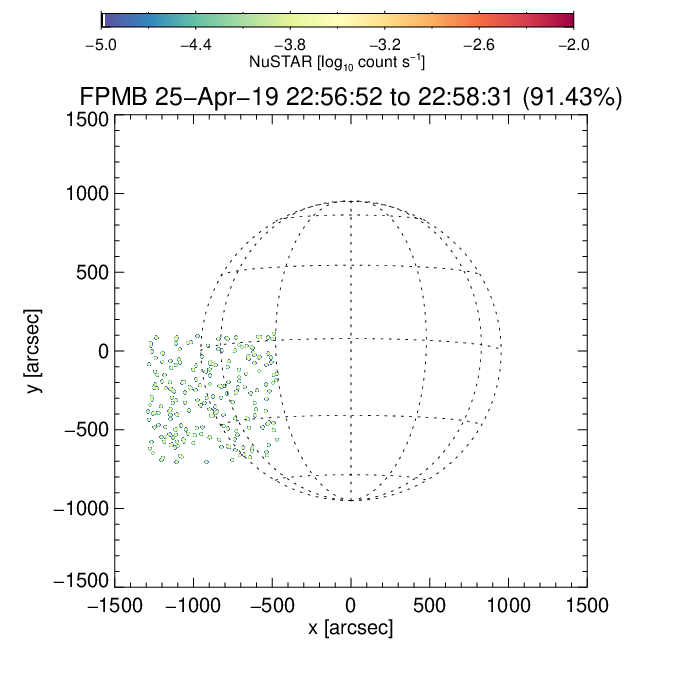 −5.0 −4.4 −3.8 −3.2 −2.6 −2.0
NuSTAR [log10 count s−1]
FPMB 25−Apr−19 22:56:52 to 22:58:31 (91.43%)
1500
1000
500
0
−500
−1000
−1500
y [arcsec]
−1500 −1000 −500 0 500 1000 1500
x [arcsec]